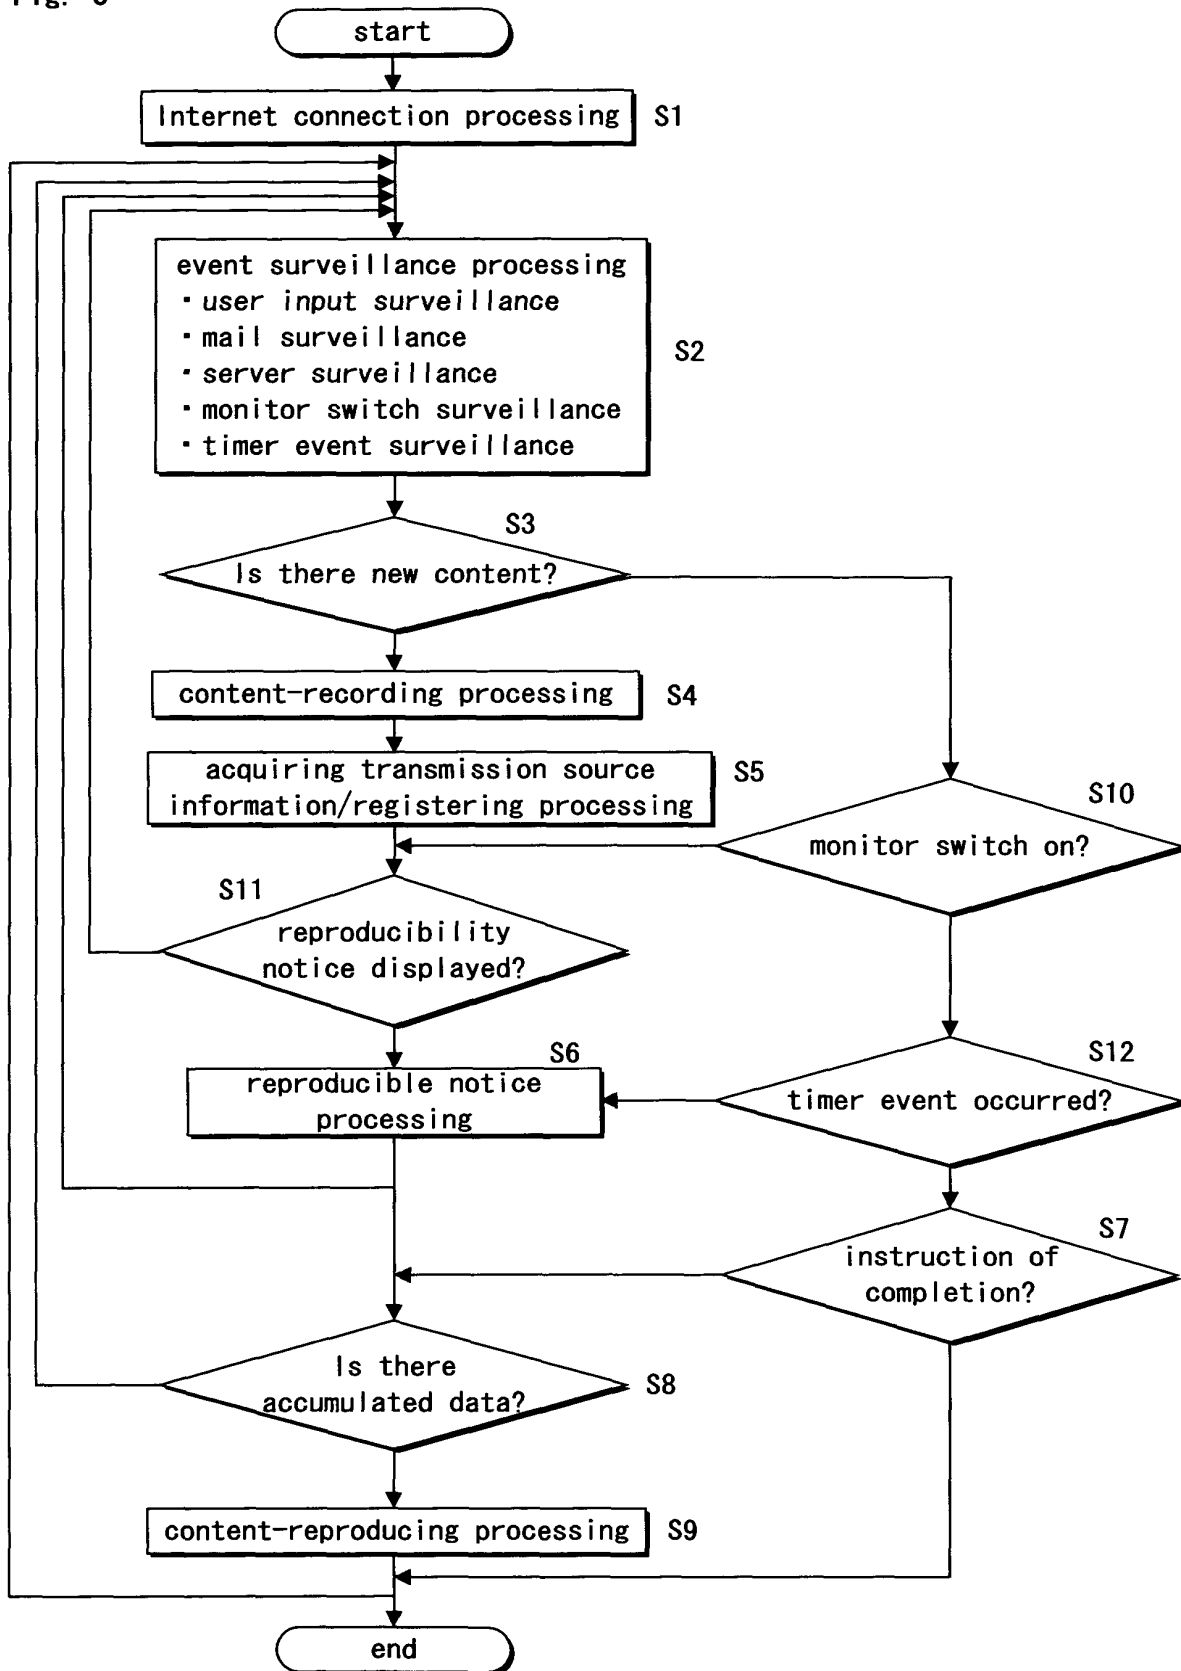 start
Internet connection processing S1
event surveillance processing
・user input surveillance
・mail surveillance
・server surveillance
・monitor switch surveillance
・timer event surveillance
S2
S3
Is there new content?
content-recording processing S4
acquiring transmission source
information/registering processing
S5
S10
monitor switch on?
S11
reproducibility
notice displayed?
S6
reproducible notice
processing
S12
timer event occurred?
S7
instruction of
completion?
Is there
accumulated data?
S8
content-reproducing processing S9
end